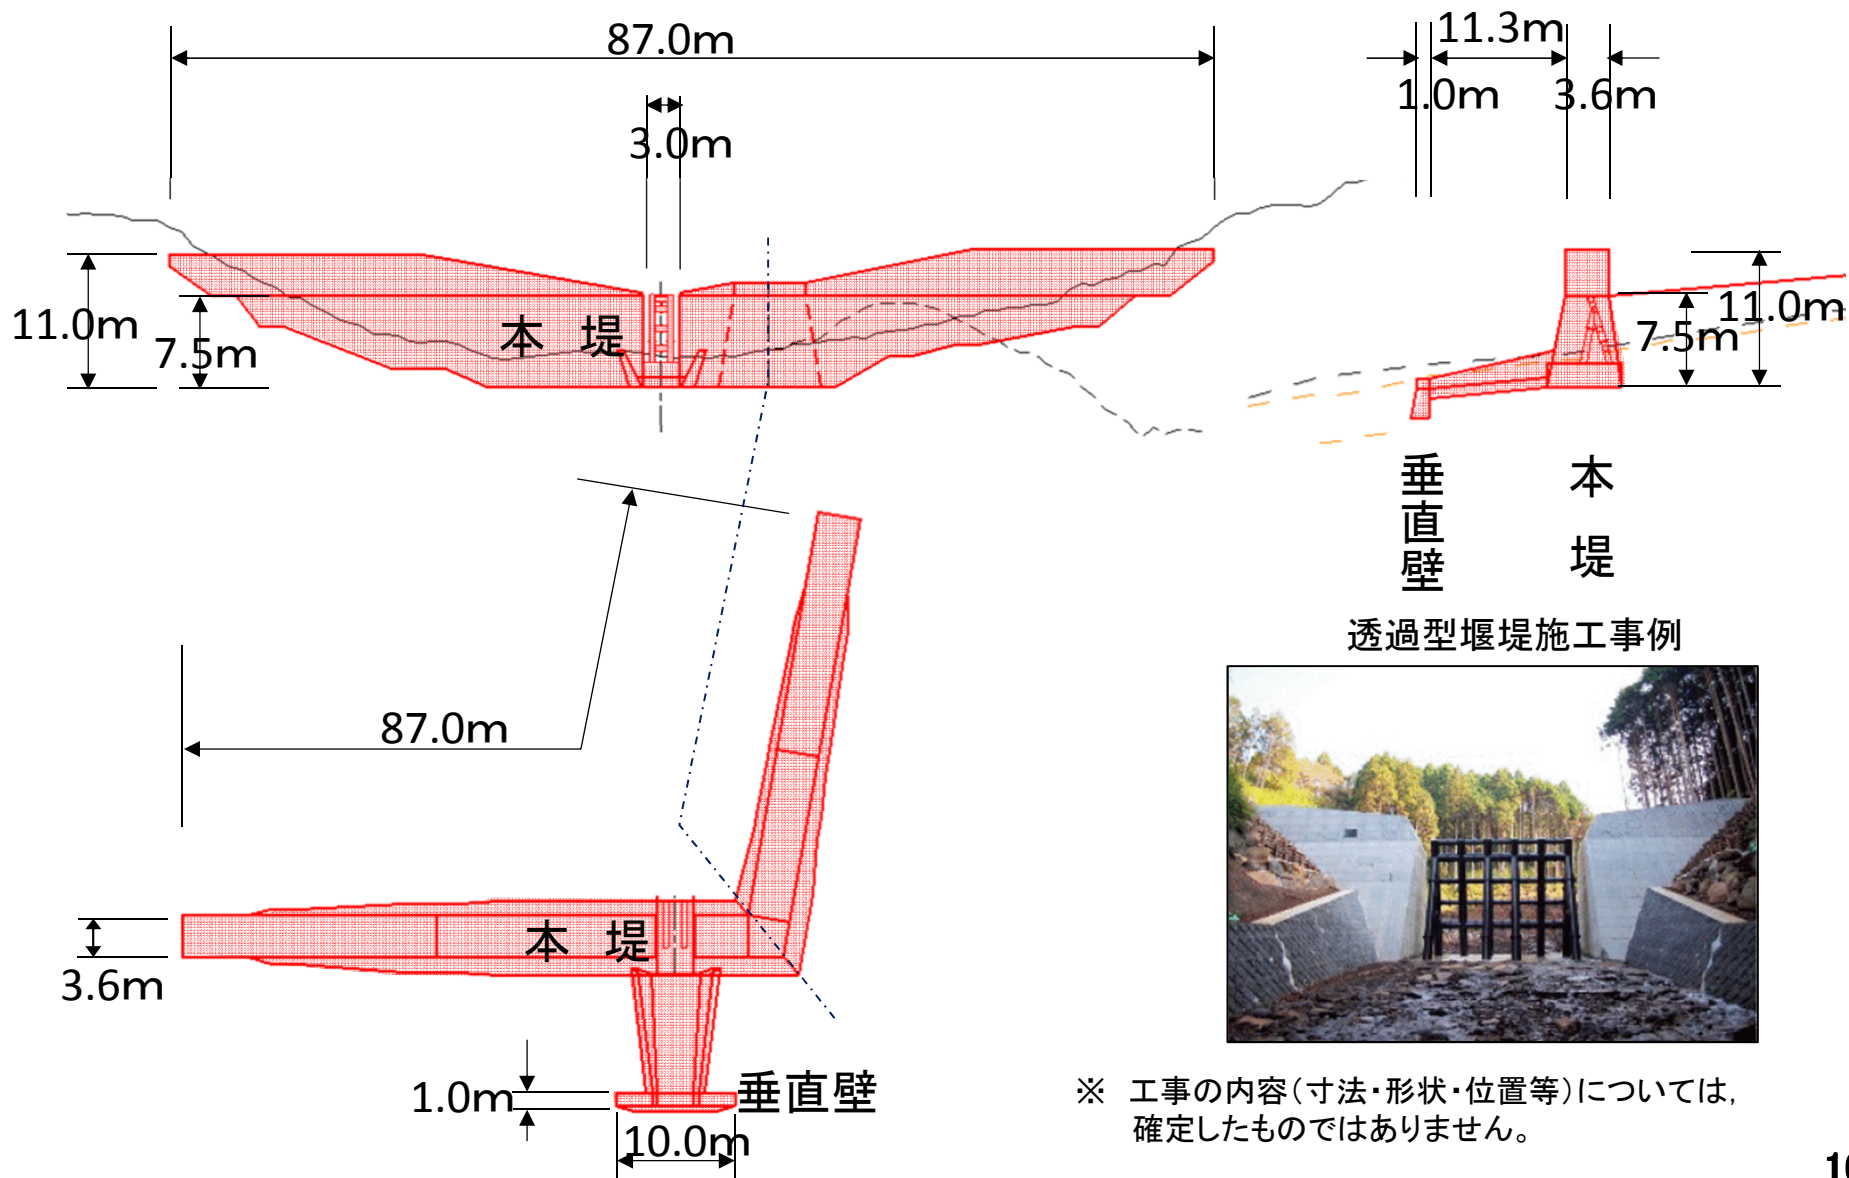 87.0m
3.0m
11.0m
7.5m
本 堤
11.3m
1.0m
3.6m
11.0m
7.5m
垂直壁
本堤
87.0m
本 堤
3.6m
1.0m
垂直壁
10.0m
透過型堰堤施工事例
※ 工事の内容(寸法・形状・位置等)については,
確定したものではありません。